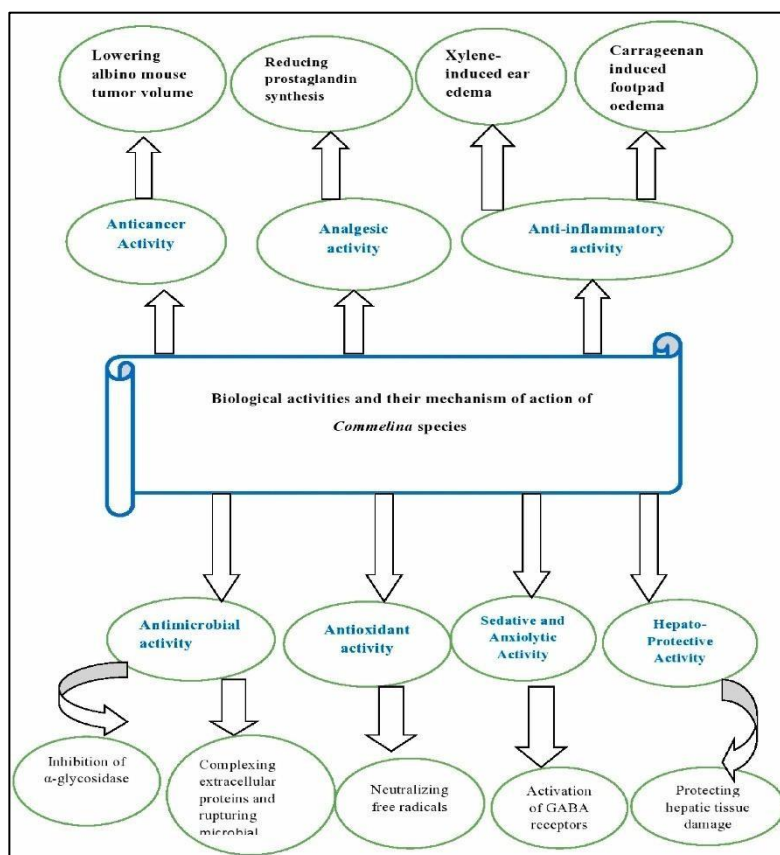 Lowering
albino mouse
tumor volume
Reducing
prostaglandin
synthesis
Xylene-
induced ear
edema
Carrageenan
induced
footpad
oedema
Anticancer
Activity
Analgesic
activity
Anti-inflammatory
activity
Biological activities and their mechanism of action of
Commelina species
Antimicrobial
activity
Antioxidant
activity
Sedative and
Anxiolytic
Activity
Hepato-
Protective
Activity
Inhibition of
α-glycosidase
Complexing
extracellular
proteins and
rupturing
microbial
Neutralizing
free radicals
Activation
of GABA
receptors
Protecting
hepatic tissue
damage